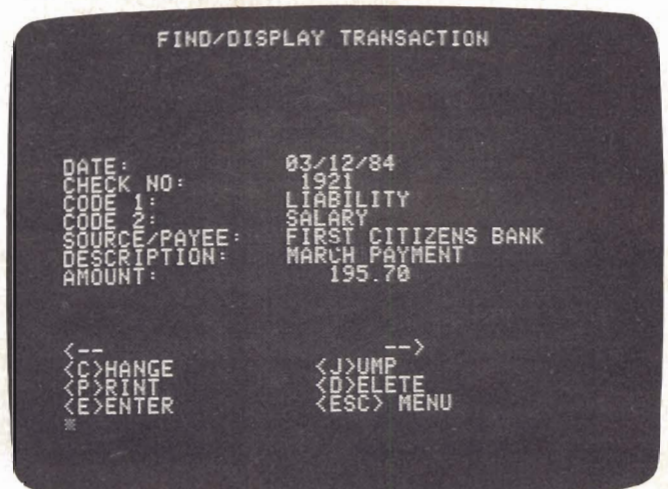 FIND/DISPLAY TRANSACTION
DATE: 03/12/84
CHECK NO: 1921
CODE 1: LIABILITY
CODE 2: SALARY
SOURCE/PAYEE: FIRST CITIZENS BANK
DESCRIPTION: MARCH PAYMENT
AMOUNT: 195.70
<-- -->
<C>HANGE <J>UMP
<P>RINT <D>ELETE
<E>ENTER <ESC> MENU